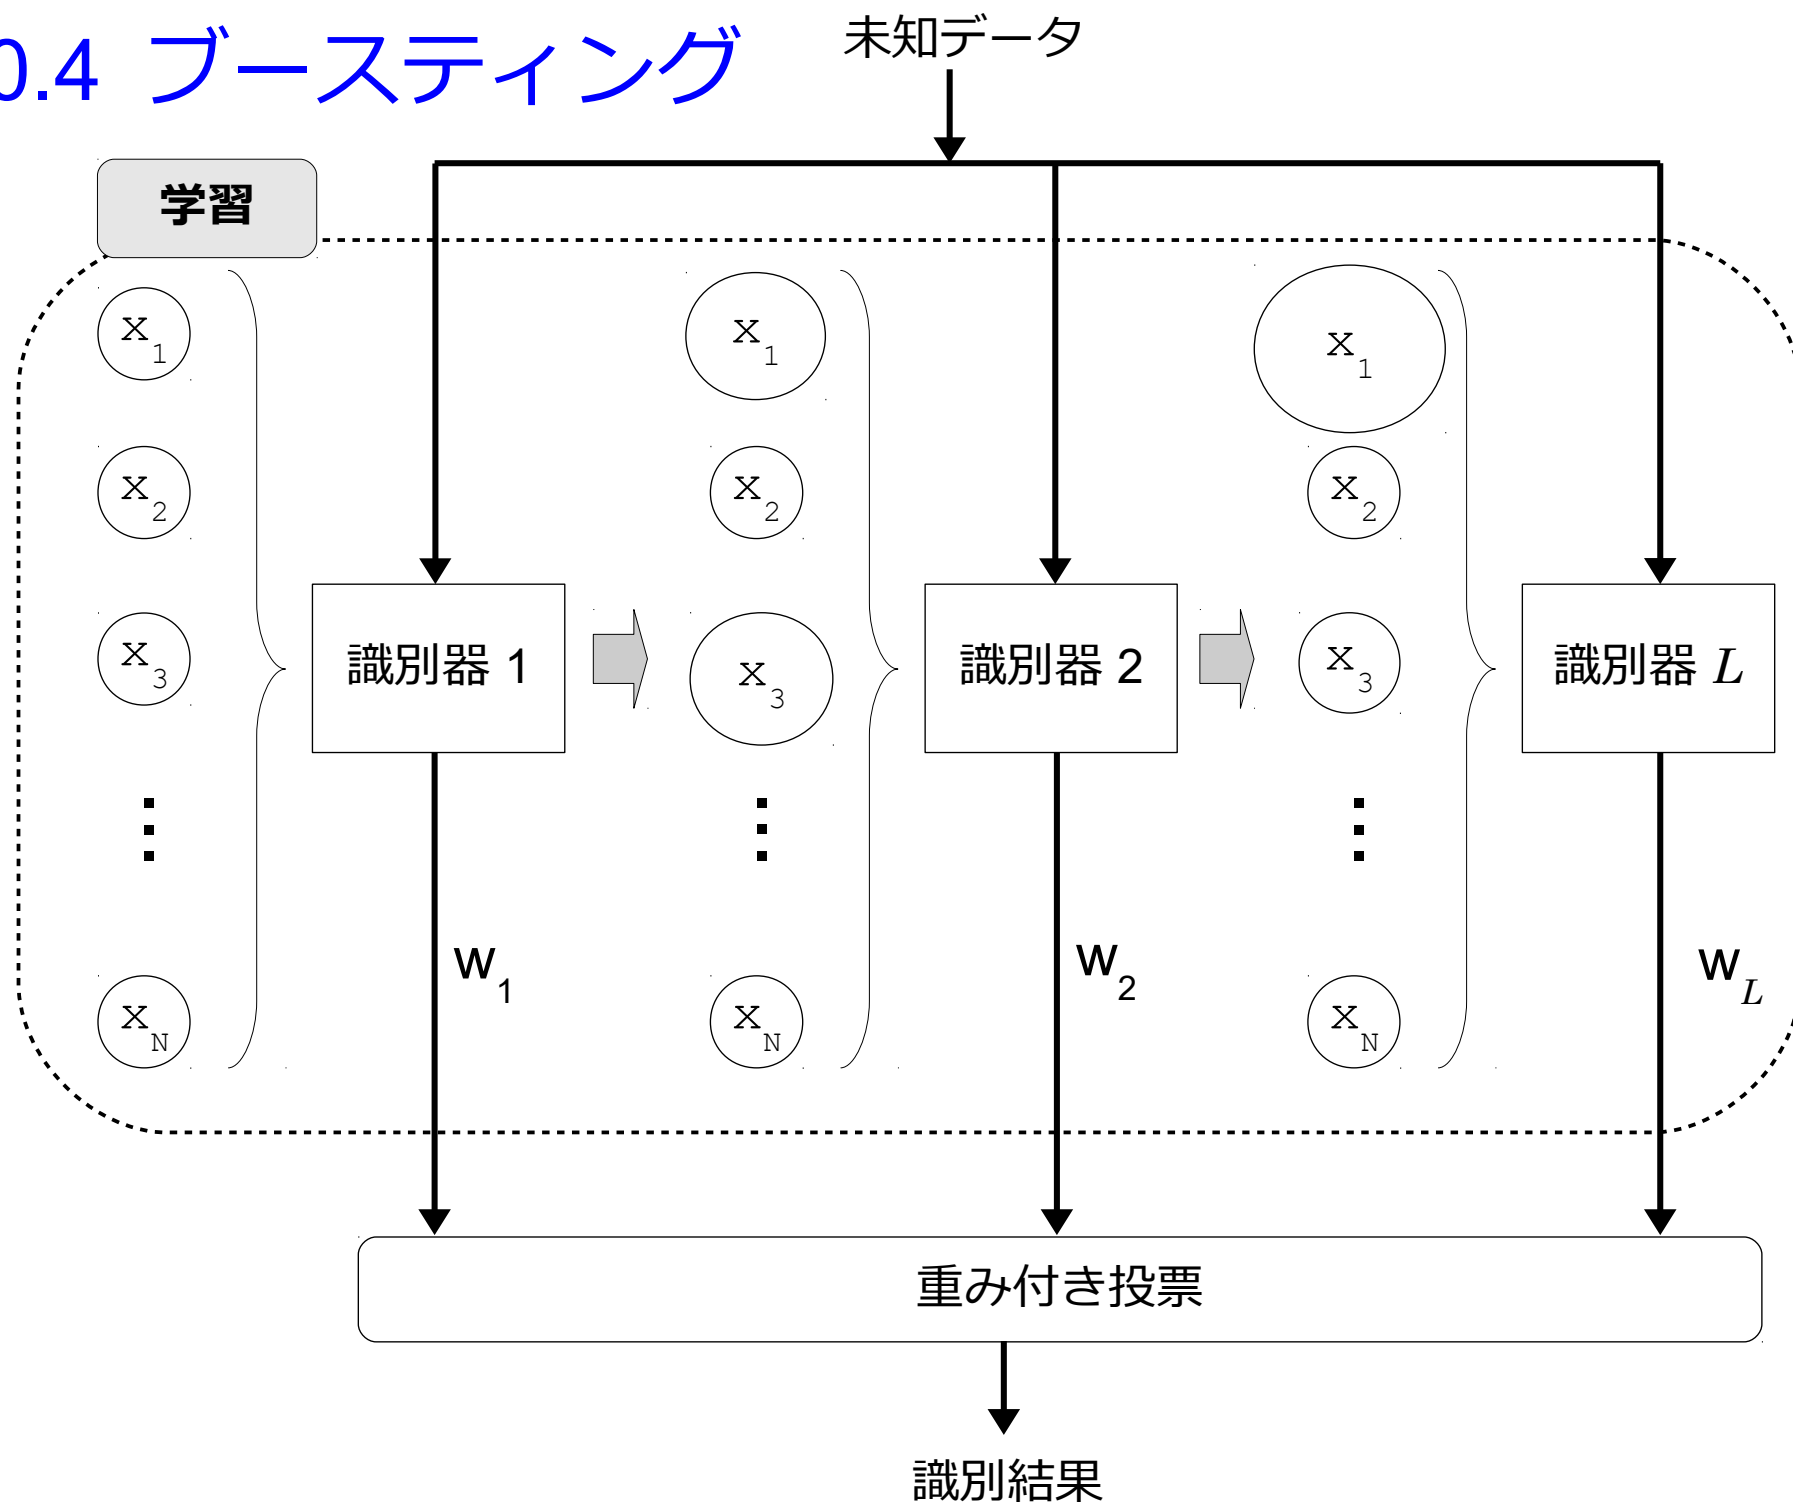 0.4 ブースティング
未知データ
学習
x1
x1
x1
x2
x2
x2
x3
x3
x3
識別器 1
識別器 2
識別器 L
⋮
⋮
⋮
w1
w2
wL
xN
xN
xN
重み付き投票
識別結果